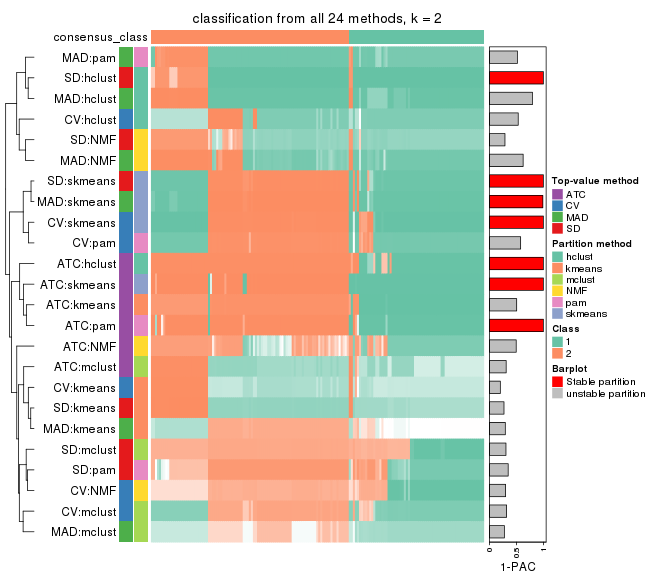 classification from all 24 methods, k = 2
consensus_class
MAD:pam
SD:hclust
MAD:hclust
CV:hclust
SD:NMF
MAD:NMF
SD:skmeans
MAD:skmeans
CV:skmeans
CV:pam
ATC:hclust
ATC:skmeans
ATC:kmeans
ATC:pam
ATC:NMF
ATC:mclust
CV:kmeans
SD:kmeans
MAD:kmeans
SD:mclust
SD:pam
CV:NMF
CV:mclust
MAD:mclust
0
0.5
1
1-PAC
Top-value method
ATC
CV
MAD
SD
Partition method
hclust
kmeans
mclust
NMF
pam
skmeans
Class
1
2
Barplot
Stable partition
unstable partition